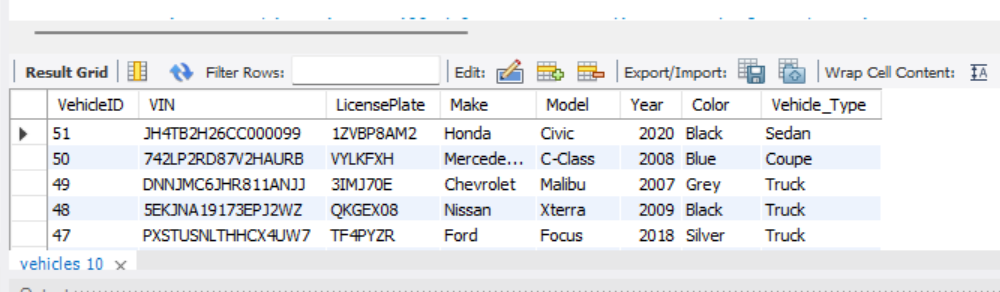 Result Grid Filter Rows: Edit: Export/Import: Wrap Cell Content:
VehicleID VIN LicensePlate Make Model Year Color Vehicle_Type
51 JH4TB2H26CC000099 1ZVBP8AM2 Honda Civic 2020 Black Sedan
50 742LP2RD87V2HAURB VYLKFXH Mercede... C-Class 2008 Blue Coupe
49 DNNJMC6JHR811ANJJ 3IMJ70E Chevrolet Malibu 2007 Grey Truck
48 5EKJNA19173EPJ2WZ QKGEX08 Nissan Xterra 2009 Black Truck
47 PXSTUSNLTHHCX4UW7 TF4PYZR Ford Focus 2018 Silver Truck
vehicles 10